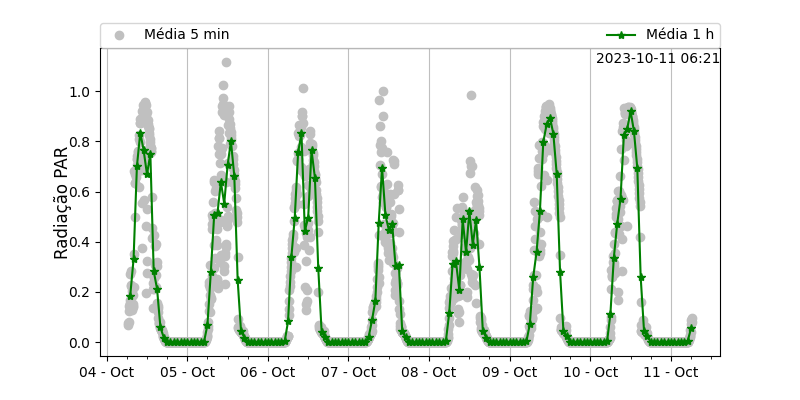 Média 5 min
Média 1 h
2023-10-11 06:21
Radiação PAR
1.0
0.8
0.6
0.4
0.2
0.0
04 - Oct
05 - Oct
06 - Oct
07 - Oct
08 - Oct
09 - Oct
10 - Oct
11 - Oct